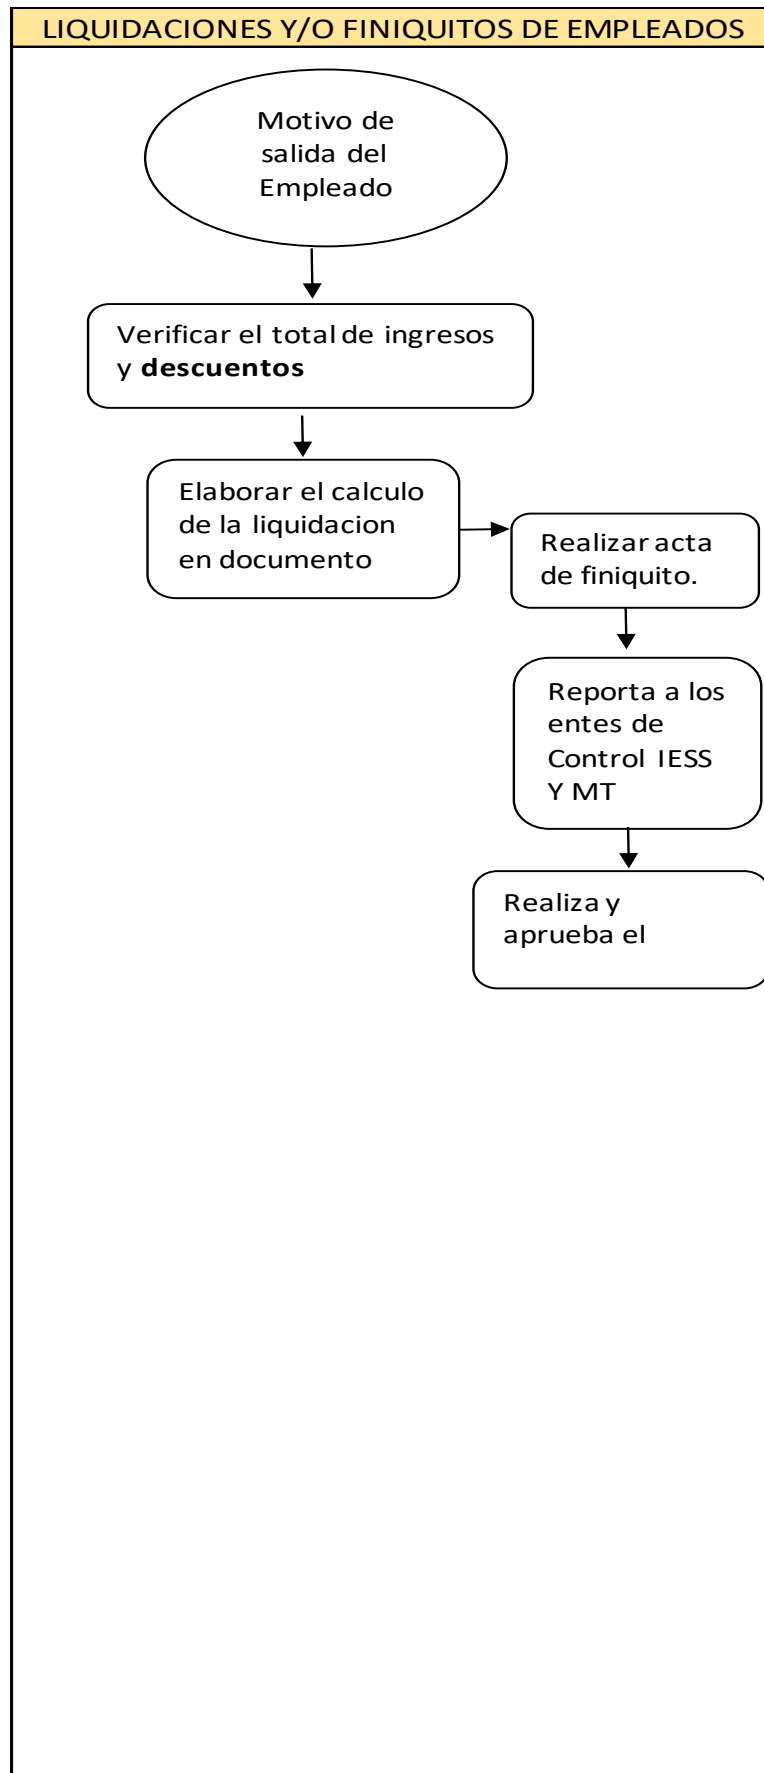 LIQUIDACIONES Y/O FINIQUITOS DE EMPLEADOS
Motivo de
salida del
Empleado
Verificar el total de ingresos
y descuentos
Elaborar el calculo
de la liquidacion
en documento
Realizar acta
de finiquito.
Reporta a los
entes de
Control IESS
Y MT
Realiza y
aprueba el